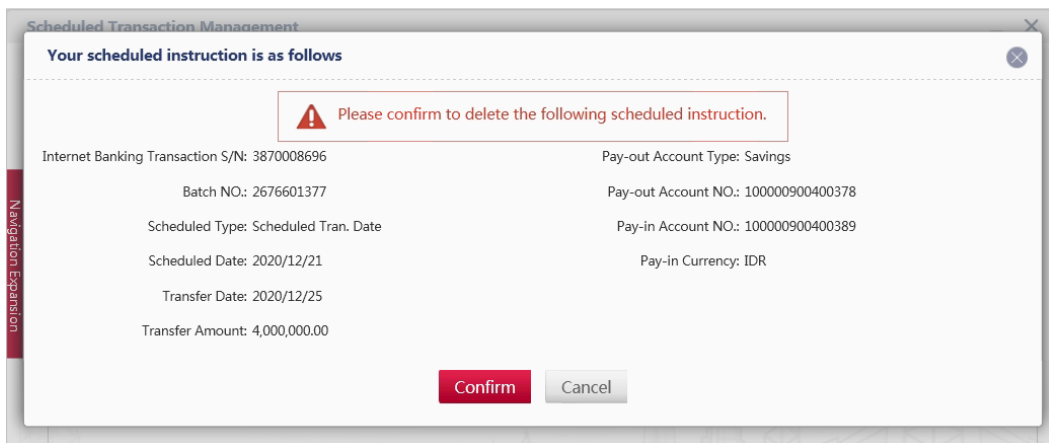 Scheduled Transaction Management
Your scheduled instruction is as follows
Please confirm to delete the following scheduled instruction.
Internet Banking Transaction S/N: 3870008696
Batch NO.: 2676601377
Scheduled Type: Scheduled Tran. Date
Scheduled Date: 2020/12/21
Transfer Date: 2020/12/25
Transfer Amount: 4,000,000.00
Pay-out Account Type: Savings
Pay-out Account NO.: 100000900400378
Pay-in Account NO.: 100000900400389
Pay-in Currency: IDR
Navigation Expansion
Confirm
Cancel